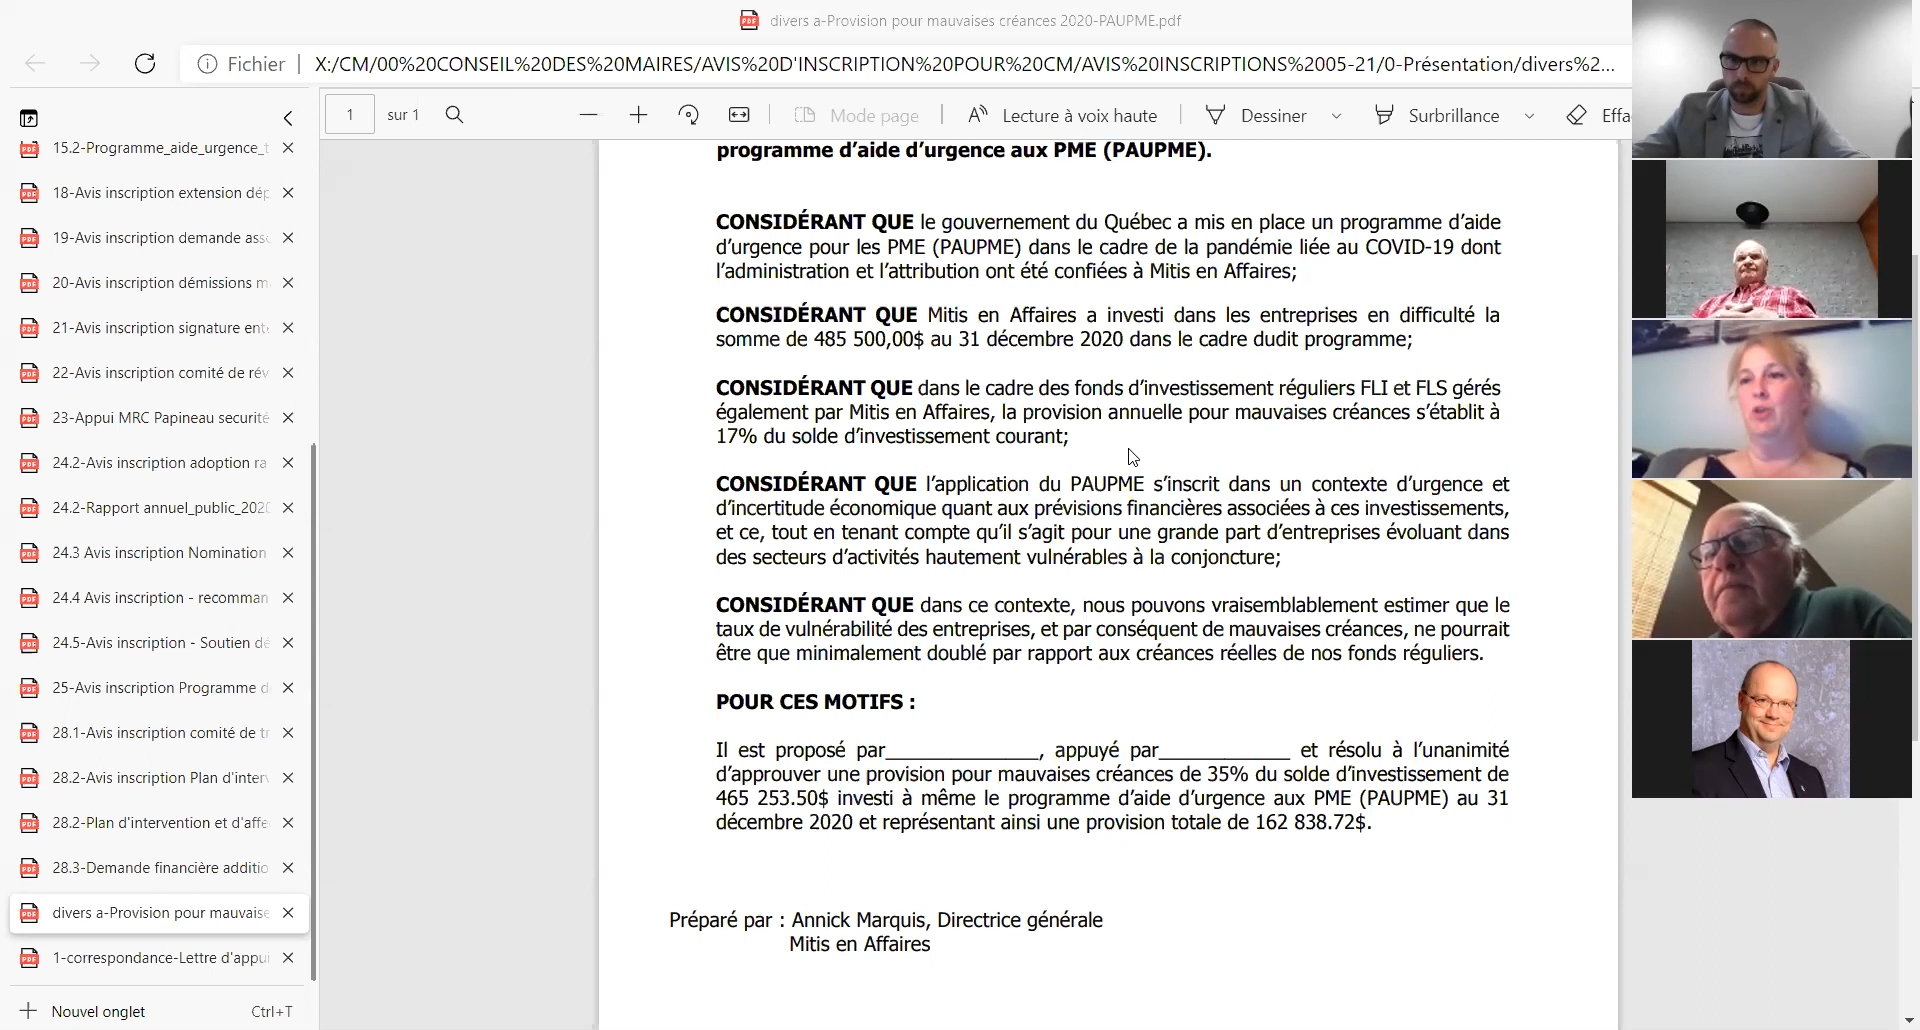 divers a-Provision pour mauvaises créances 2020-PAUPME.pdf
Fichier | X:/CM/00%20CONSEIL%20DES%20MAIRES/AVIS%20D'INSCRIPTION%20POUR%20CM/AVIS%20INSCRIPTIONS%2005-21/0-Présentation/divers%2...
1 sur 1 Mode page Lecture à voix haute Dessiner Surbrillance Effa
15.2-Programme_aide_urgence_t
18-Avis inscription extension dép
19-Avis inscription demande asso
20-Avis inscription démissions m
21-Avis inscription signature ent
22-Avis inscription comité de rév
23-Appui MRC Papineau securité
24.2-Avis inscription adoption ra
24.2-Rapport annuel_public_202
24.3 Avis inscription Nomination
24.4 Avis inscription - recomman
24.5-Avis inscription - Soutien dé
25-Avis inscription Programme d
28.1-Avis inscription comité de tr
28.2-Avis inscription Plan d'interv
28.2-Plan d'intervention et d'affe
28.3-Demande financière additio
divers a-Provision pour mauvaise
1-correspondance-Lettre d'appui
Nouvel onglet Ctrl+T
programme d'aide d'urgence aux PME (PAUPME).
CONSIDÉRANT QUE le gouvernement du Québec a mis en place un programme d'aide
d'urgence pour les PME (PAUPME) dans le cadre de la pandémie liée au COVID-19 dont
l'administration et l'attribution ont été confiées à Mitis en Affaires;
CONSIDÉRANT QUE Mitis en Affaires a investi dans les entreprises en difficulté la
somme de 485 500,00$ au 31 décembre 2020 dans le cadre dudit programme;
CONSIDÉRANT QUE dans le cadre des fonds d'investissement réguliers FLI et FLS gérés
également par Mitis en Affaires, la provision annuelle pour mauvaises créances s'établit à
17% du solde d'investissement courant;
CONSIDÉRANT QUE l'application du PAUPME s'inscrit dans un contexte d'urgence et
d'incertitude économique quant aux prévisions financières associées à ces investissements,
et ce, tout en tenant compte qu'il s'agit pour une grande part d'entreprises évoluant dans
des secteurs d'activités hautement vulnérables à la conjoncture;
CONSIDÉRANT QUE dans ce contexte, nous pouvons vraisemblablement estimer que le
taux de vulnérabilité des entreprises, et par conséquent de mauvaises créances, ne pourrait
être que minimalement doublé par rapport aux créances réelles de nos fonds réguliers.
POUR CES MOTIFS :
Il est proposé par______________, appuyé par____________ et résolu à l'unanimité
d'approuver une provision pour mauvaises créances de 35% du solde d'investissement de
465 253.50$ investi à même le programme d'aide d'urgence aux PME (PAUPME) au 31
décembre 2020 et représentant ainsi une provision totale de 162 838.72$.
Préparé par : Annick Marquis, Directrice générale
Mitis en Affaires